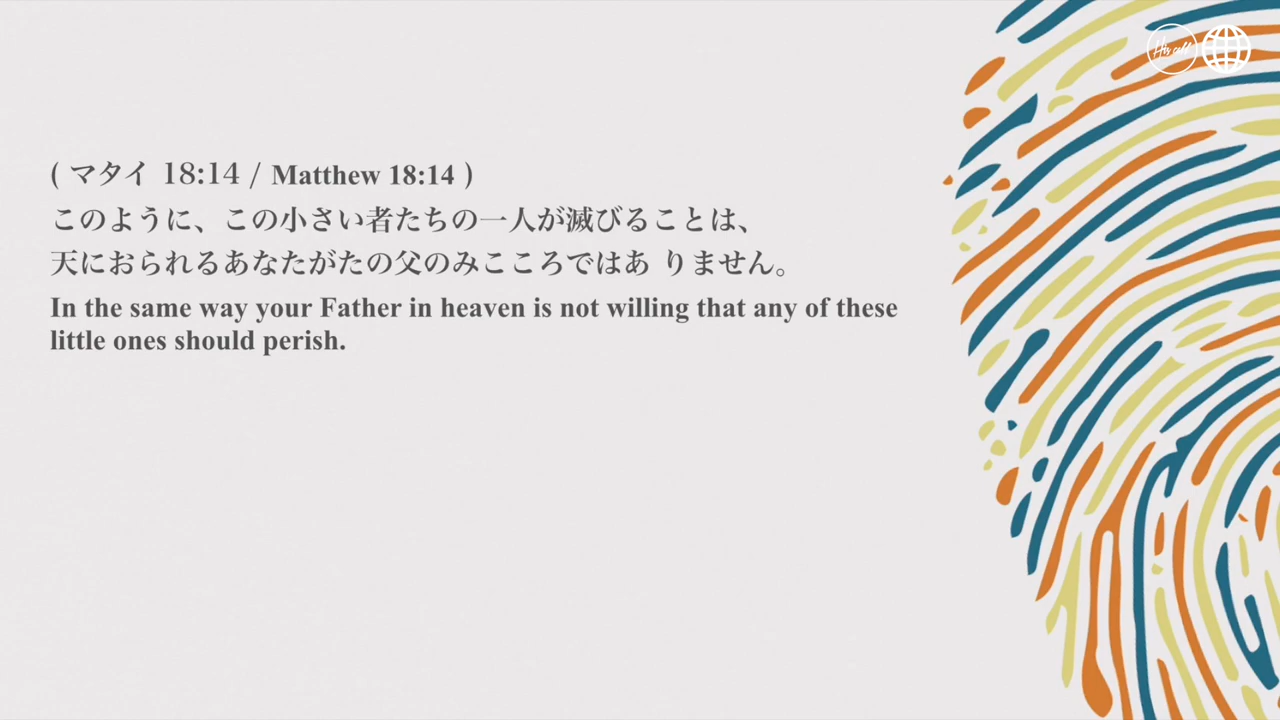 His call
( マタイ 18:14 / Matthew 18:14 )
このように、この小さい者たちの一人が滅びることは、
天におられるあなたがたの父のみこころではあ りません。
In the same way your Father in heaven is not willing that any of these
little ones should perish.